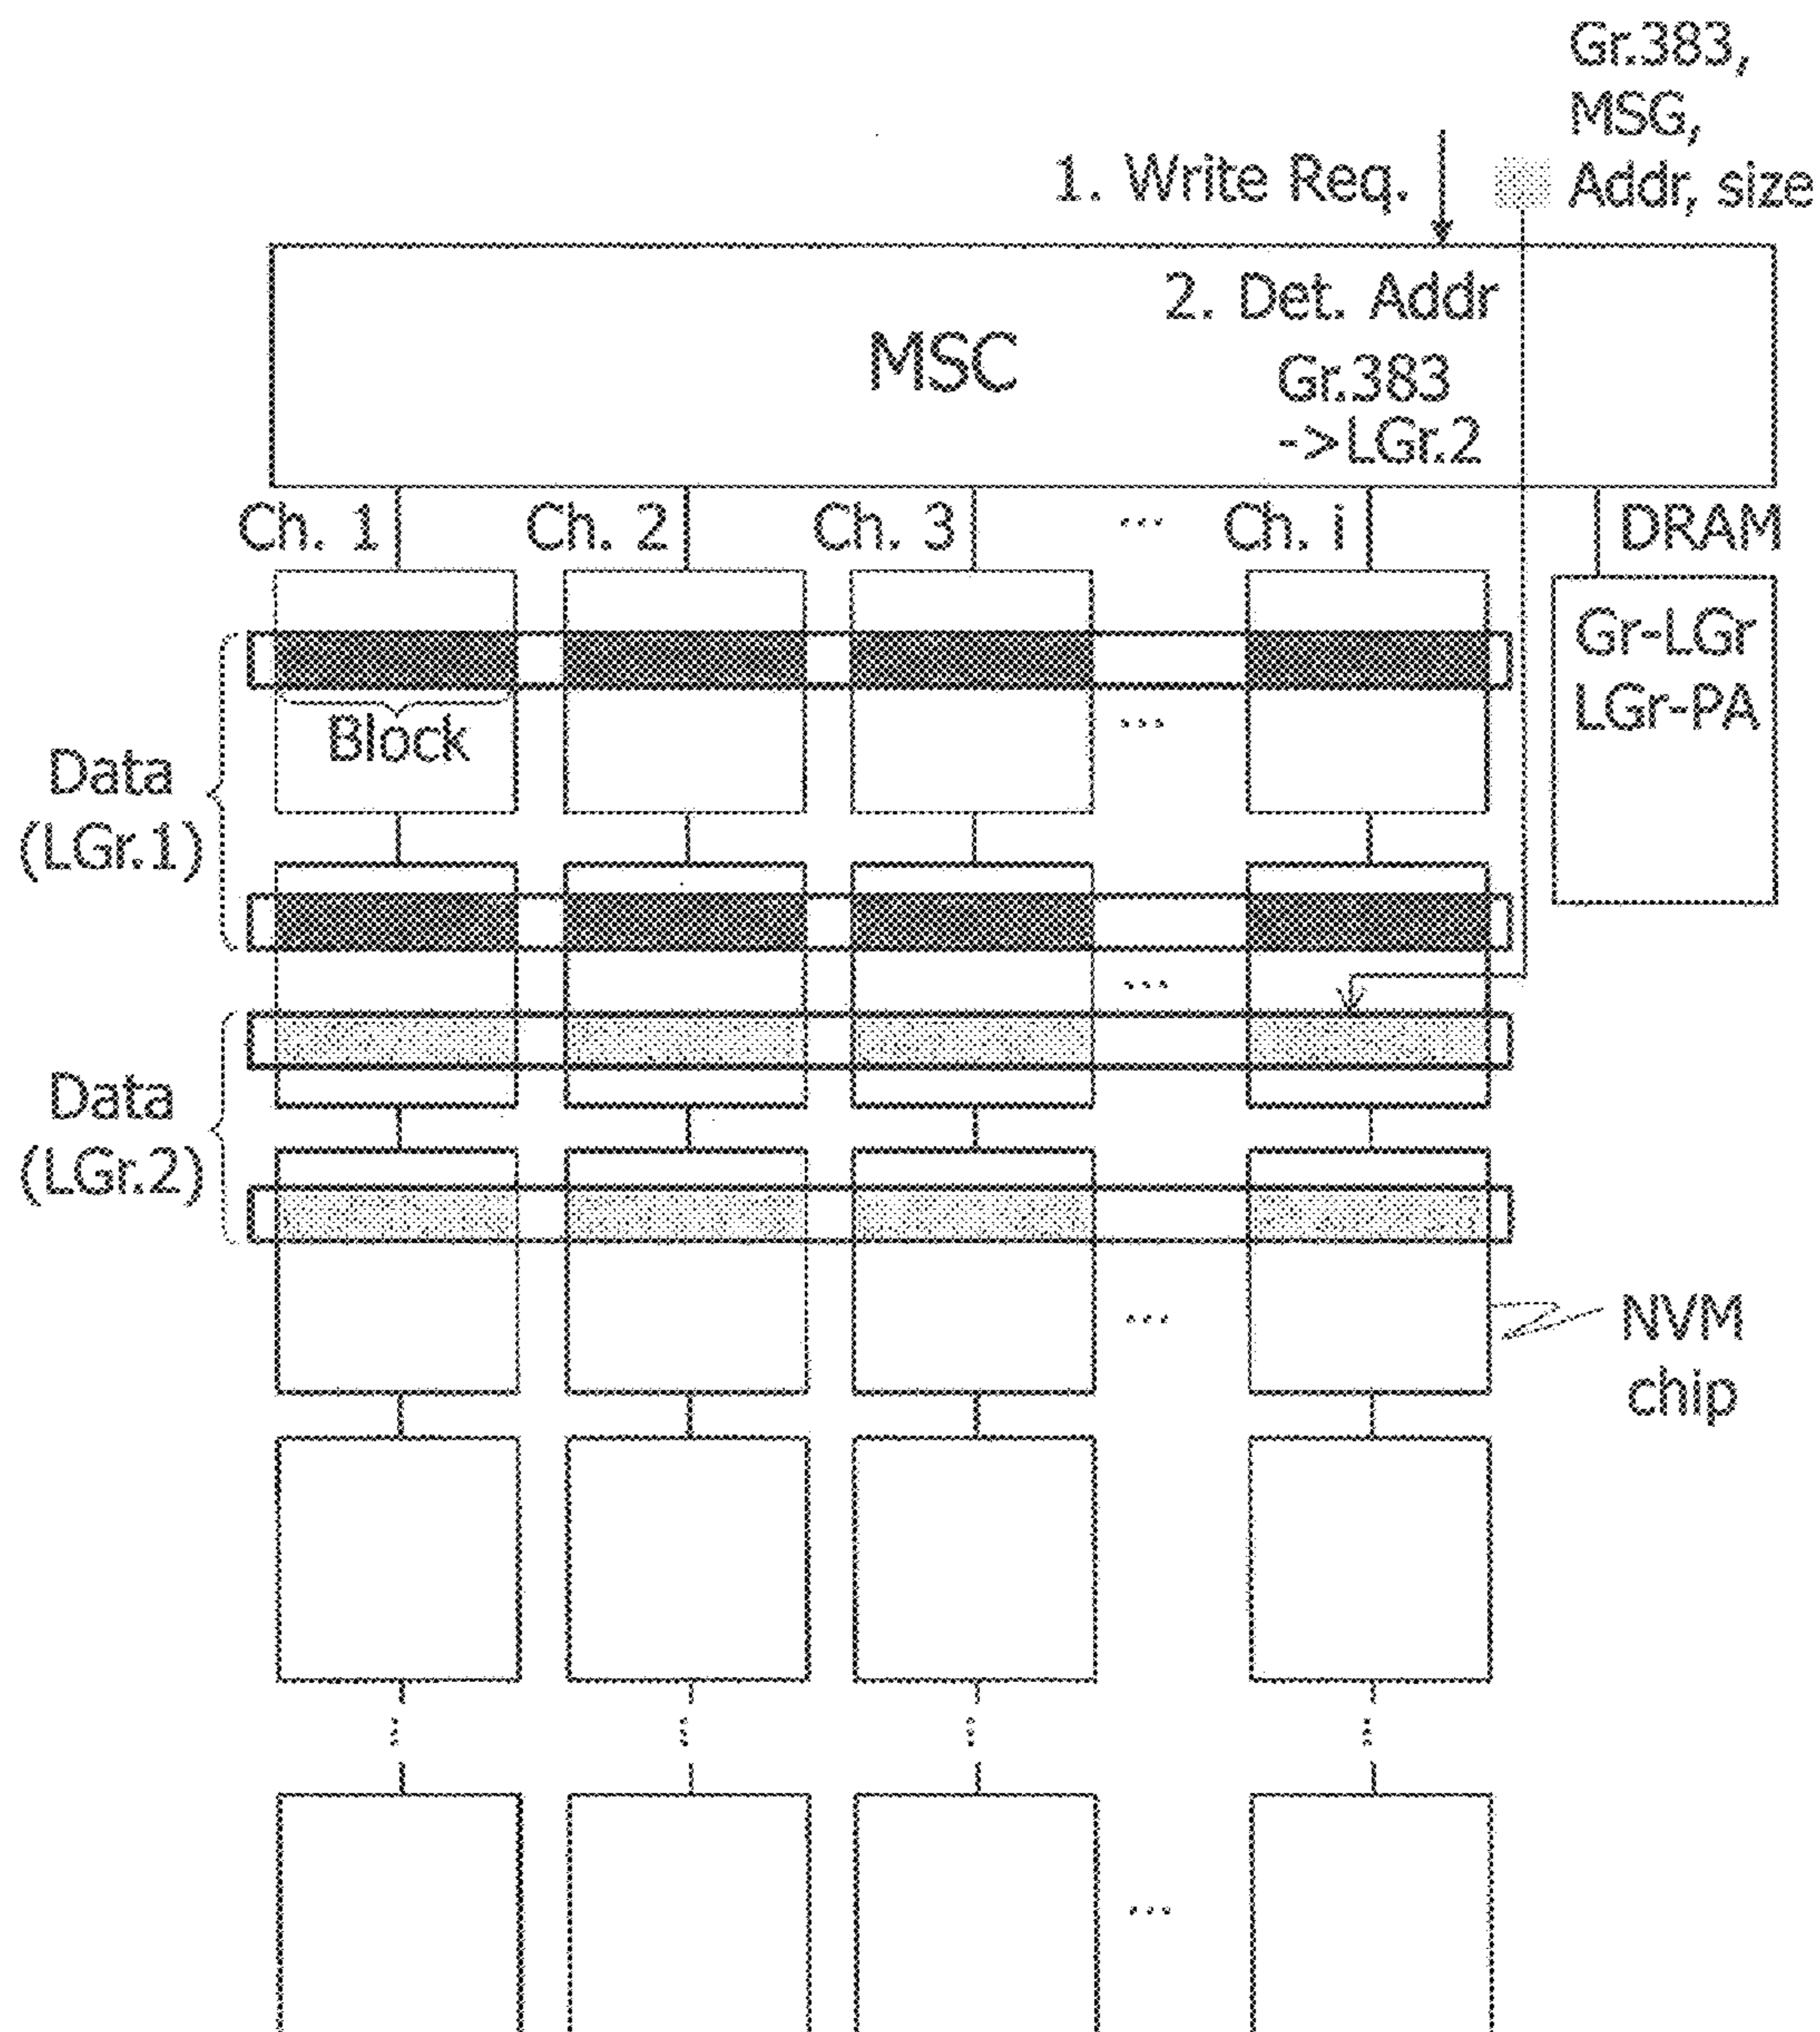 Gr.383,
MSG,
1. Write Req.
Addr, size
2. Det. Addr
MSC
Gr.383
->LGr.2
Ch. 1
Ch. 2
Ch. 3
...
Ch. i
DRAM
Gr-LGr
LGr-PA
Block
...
Data
(LGr.1)
...
Data
(LGr.2)
...
NVM
chip
...
...
...
...
...